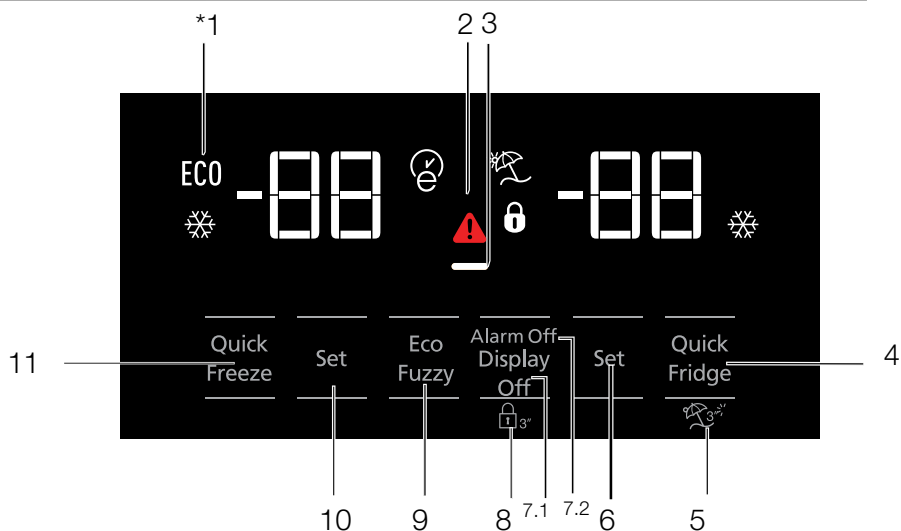 *1 2 3
ECO -88 e -88
Quick Freeze
Set
Eco Fuzzy
Alarm Off
Display Off
Set
Quick Fridge
11
4
3"
3"
10 9 8 7.1 7.2 6 5